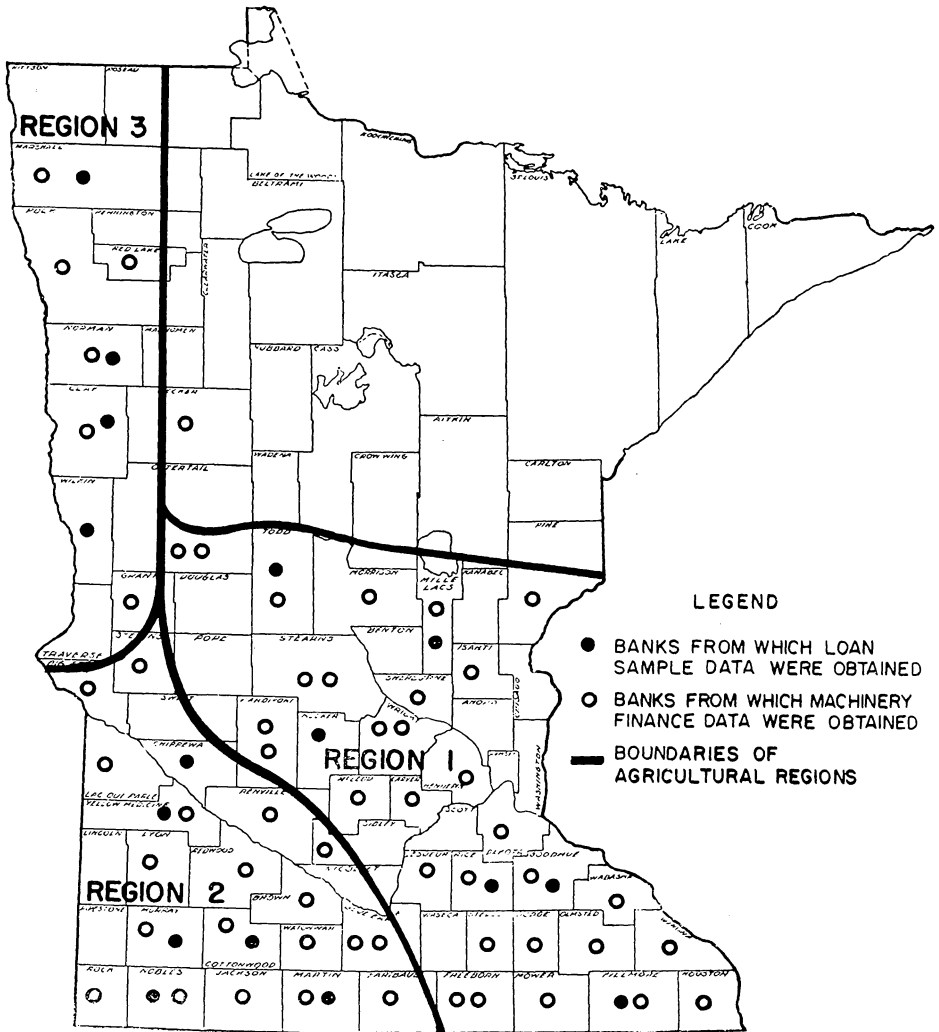 KITTSON
ROSEAU
REGION 3
MARSHALL
LAKE OF THE WOODS
BELTRAMI
KOOCHICHING
ST LOUIS
LAKE
COOK
POLK
PENNINGTON
RED LAKE
CLEARWATER
ITASCA
NORMAN
MAHNOMEN
HUBBARD
CASS
CLAY
BECKER
AITKIN
WADENA
CROW WING
CARLTON
WILKIN
OTTERTAIL
PINE
TODD
GRANT
DOUGLAS
MORRISON
MILLE
LACS
KANABEC
LEGEND
BANKS FROM WHICH LOAN
SAMPLE DATA WERE OBTAINED
BANKS FROM WHICH MACHINERY
FINANCE DATA WERE OBTAINED
BOUNDARIES OF
AGRICULTURAL REGIONS
TRAVERSE
STEVENS
POPE
STEARNS
BENTON
ISANTI
SHERBURNE
ANOKA
CHISAGO
SWIFT
KANDIYOHI
MEEKER
WRIGHT
REGION 1
CHIPPEWA
LAC QUI PARLE
YELLOW MEDICINE
RENVILLE
MCLEOD
CARVER
HENNEPIN
RAMSEY
WASHINGTON
SCOTT
SIBLEY
LINCOLN
LYON
REDWOOD
NICOLLET
LESUEUR
RICE
GOODHUE
WABASHA
REGION 2
BROWN
PIPESTONE
MURRAY
COTTONWOOD
WATONWAN
BLUE EARTH
WASECA
STEELE
DODGE
OLMSTED
WINONA
ROCK
NOBLES
JACKSON
MARTIN
FARIBAULT
FREEBORN
MOWER
FILLMORE
HOUSTON